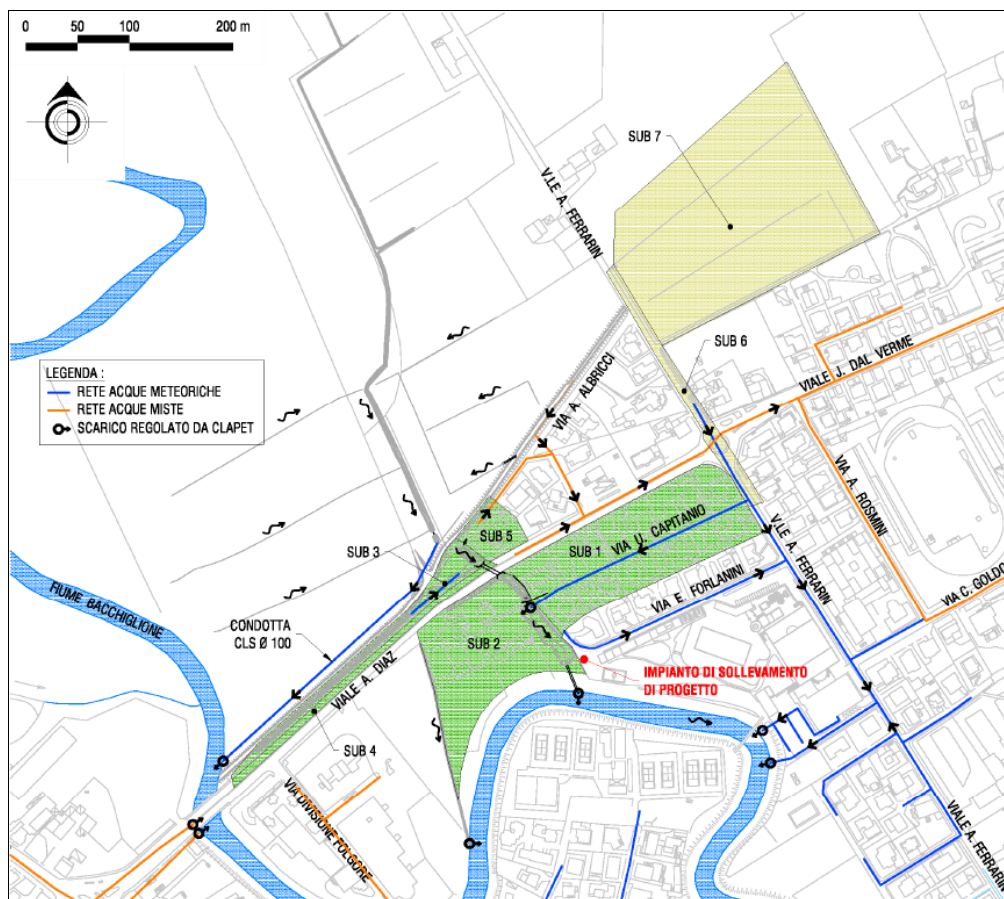 0 50 100 200 m
SUB 7
V.LE A. FERRARIN
SUB 6
LEGENDA :
RETE ACQUE METEORICHE
RETE ACQUE MISTE
SCARICO REGOLATO DA CLAPET
VIA A. ALBRICCI
VIALE J. DAL VERME
VIA A. ROSMINI
SUB 5
SUB 1
VIA U. CAPITANIO
SUB 3
V.LE A. FERRARIN
VIA E. FORLANINI
VIA C. GOLDO
FIUME BACCHIGLIONE
CONDOTTA
CLS Ø 100
SUB 2
VIALE A. DIAZ
IMPIANTO DI SOLLEVAMENTO
DI PROGETTO
SUB 4
VIA DIVISIONE FOLGORE
VIALE A. FERRARI